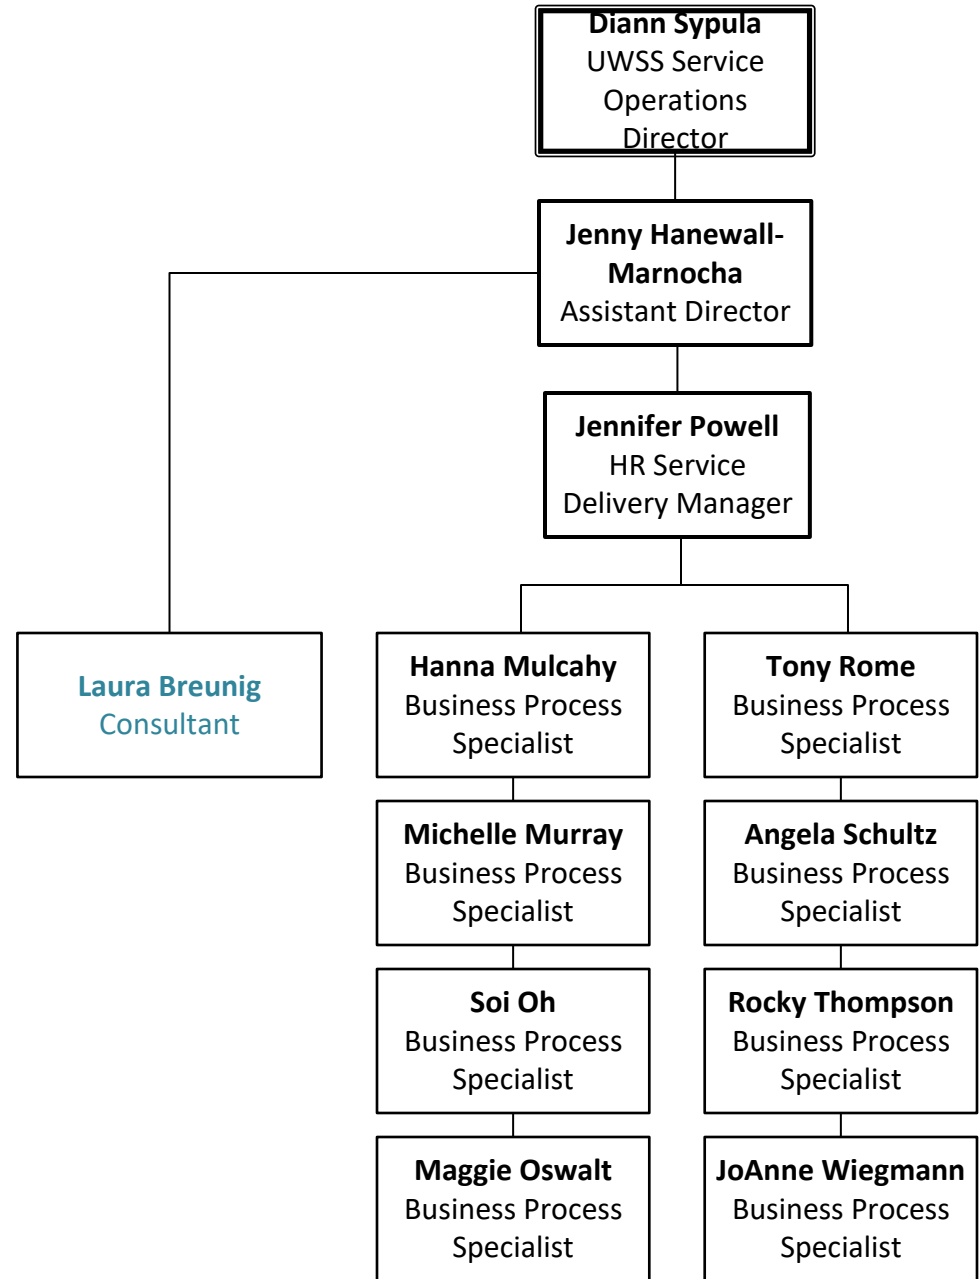 Diann Sypula
UWSS Service
Operations
Director
Jenny Hanewall-
Marnocha
Assistant Director
Jennifer Powell
HR Service
Delivery Manager
Laura Breunig
Consultant
Hanna Mulcahy
Business Process
Specialist
Tony Rome
Business Process
Specialist
Michelle Murray
Business Process
Specialist
Angela Schultz
Business Process
Specialist
Soi Oh
Business Process
Specialist
Rocky Thompson
Business Process
Specialist
Maggie Oswalt
Business Process
Specialist
JoAnne Wiegmann
Business Process
Specialist